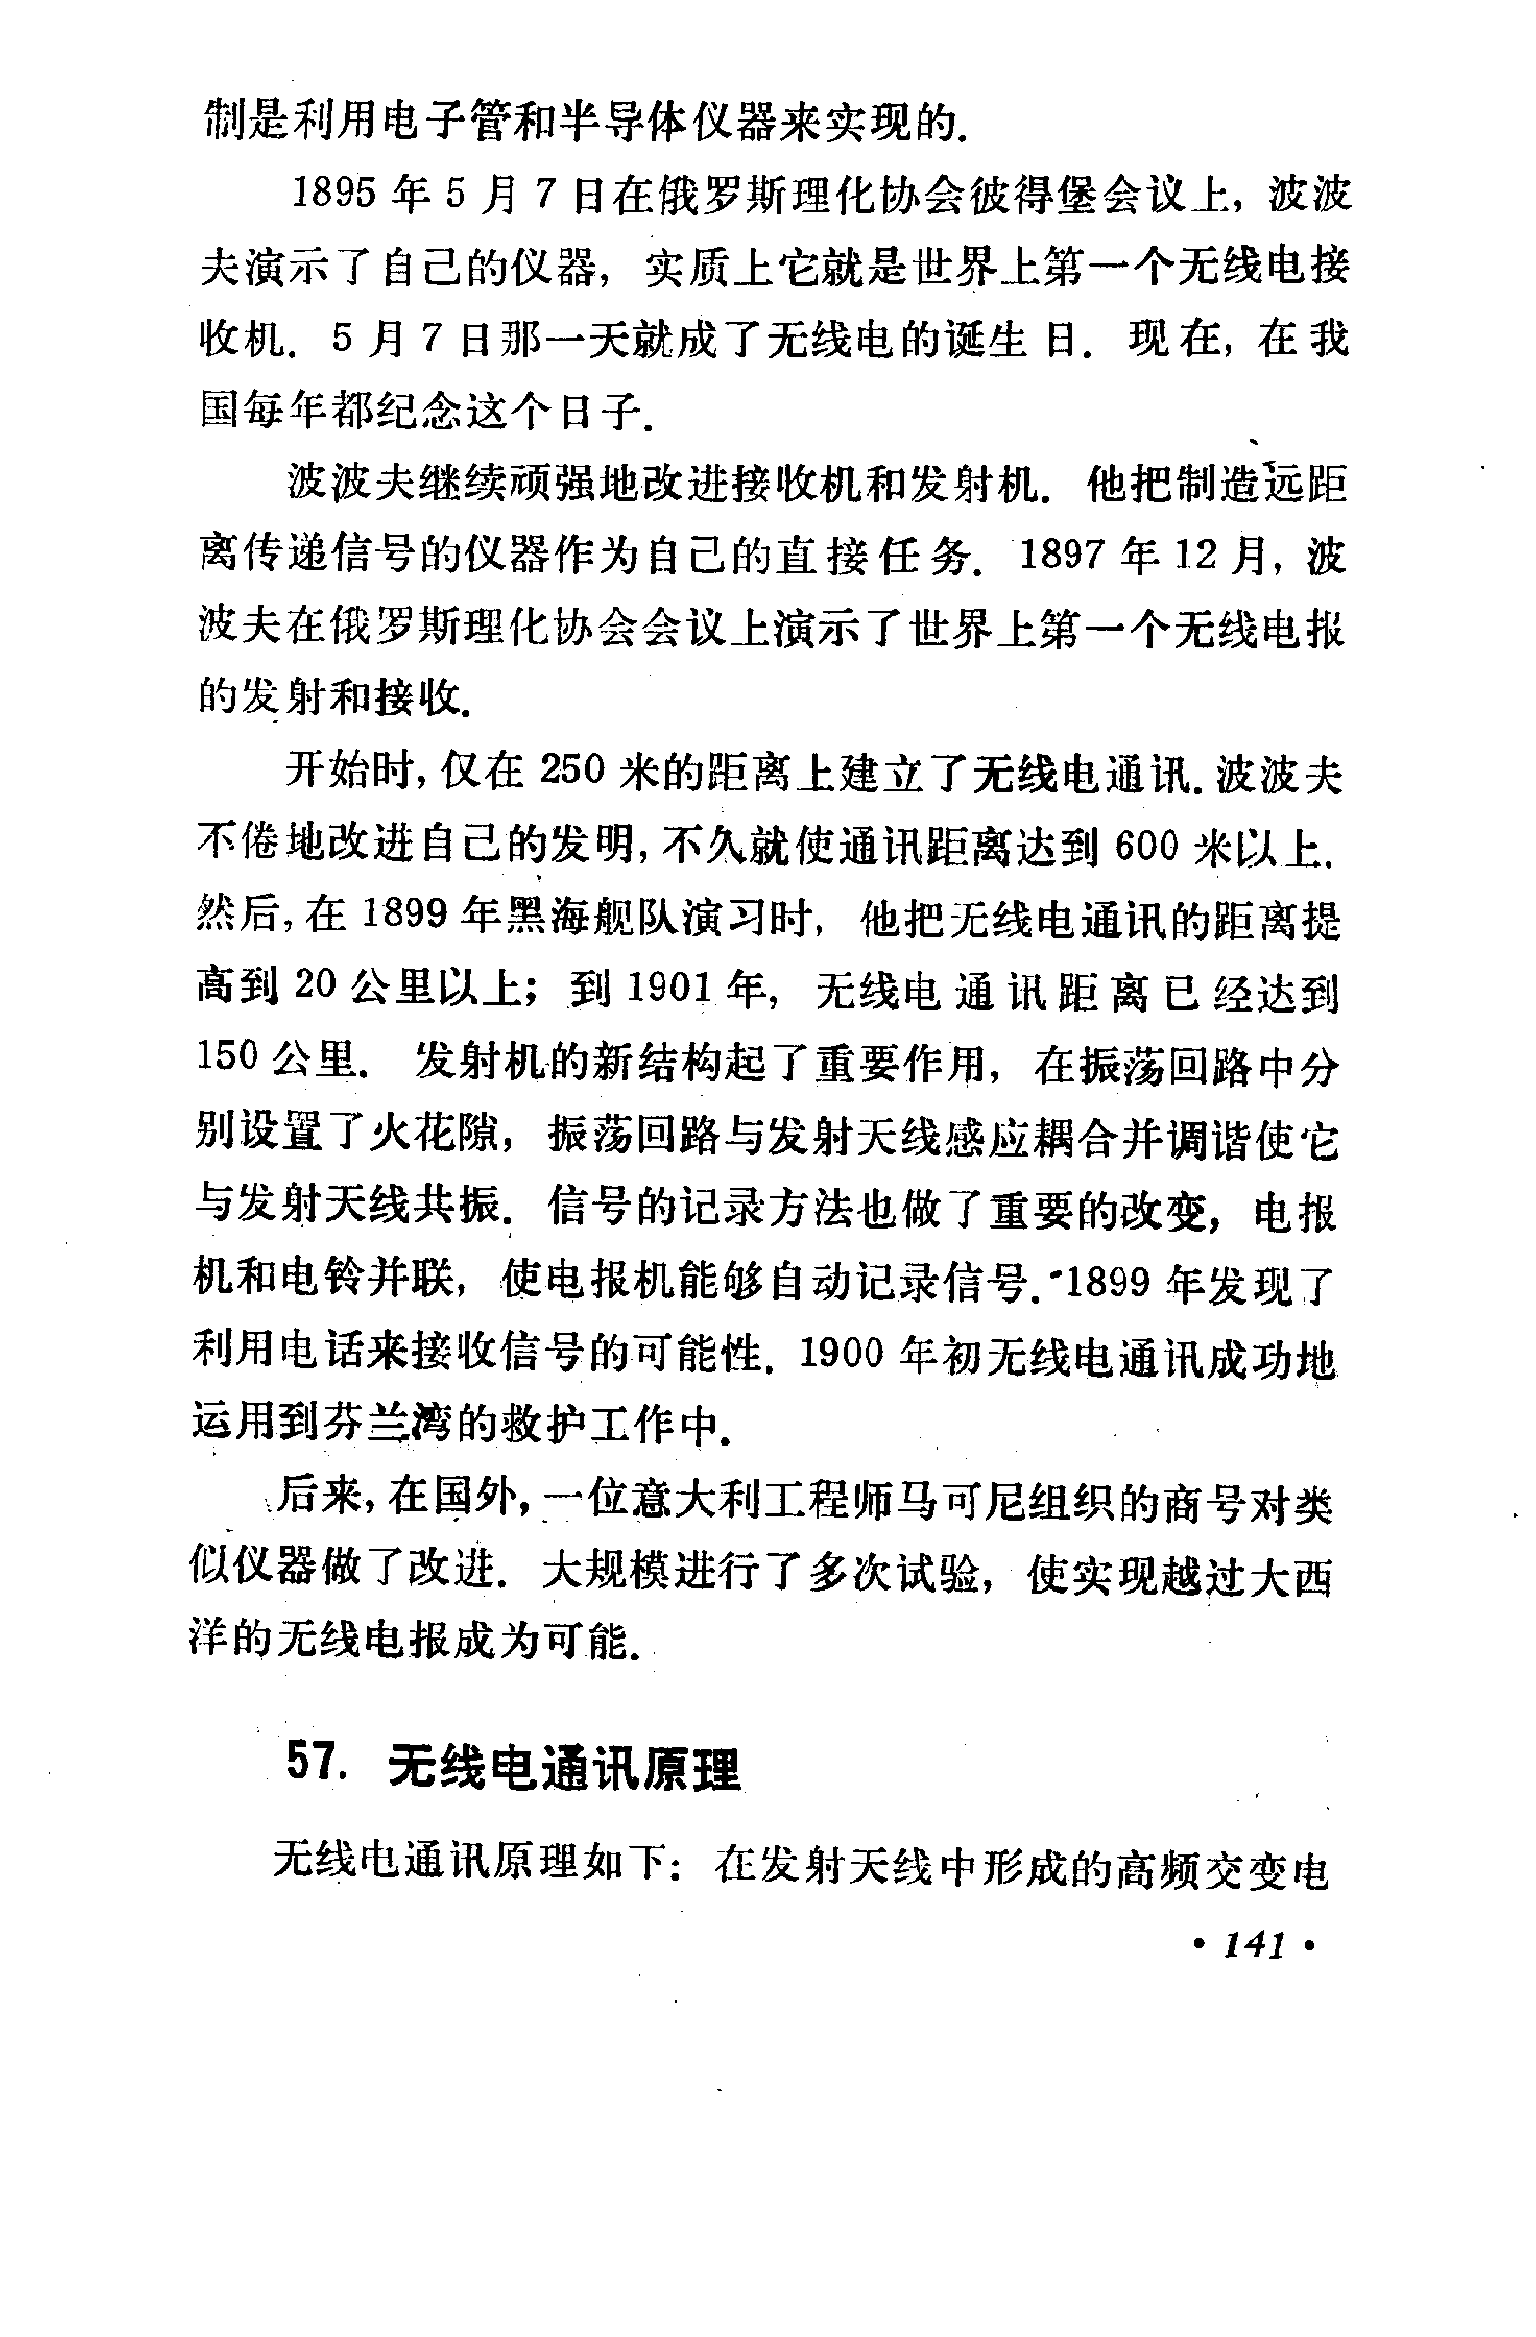 制是利用电子管和半导体仪器来实现的.
1895 年 5 月 7 日在俄罗斯理化协会彼得堡会议上, 波波
夫演示了自己的仪器, 实质上它就是世界上第一个无线电接
收机. 5 月 7 日那一天就成了无线电的诞生日. 现在, 在我
国每年都纪念这个日子.
波波夫继续顽强地改进接收机和发射机. 他把制造远距
离传递信号的仪器作为自己的直接任务. 1897 年 12 月, 波
波夫在俄罗斯理化协会会议上演示了世界上第一个无线电报
的发射和接收.
开始时, 仅在 250 米的距离上建立了无线电通讯. 波波夫
不倦地改进自己的发明, 不久就使通讯距离达到 600 米以上.
然后, 在 1899 年黑海舰队演习时, 他把无线电通讯的距离提
高到 20 公里以上; 到 1901 年, 无线电通讯距离已经达到
150 公里. 发射机的新结构起了重要作用, 在振荡回路中分
别设置了火花隙, 振荡回路与发射天线感应耦合并调谐使它
与发射天线共振. 信号的记录方法也做了重要的改变, 电报
机和电铃并联, 使电报机能够自动记录信号. 1899 年发现了
利用电话来接收信号的可能性. 1900 年初无线电通讯成功地
运用到芬兰湾的救护工作中.
后来, 在国外, 一位意大利工程师马可尼组织的商号对类
似仪器做了改进. 大规模进行了多次试验, 使实现越过大西
洋的无线电报成为可能.
57. 无线电通讯原理
无线电通讯原理如下: 在发射天线中形成的高频交变电
• 141 •